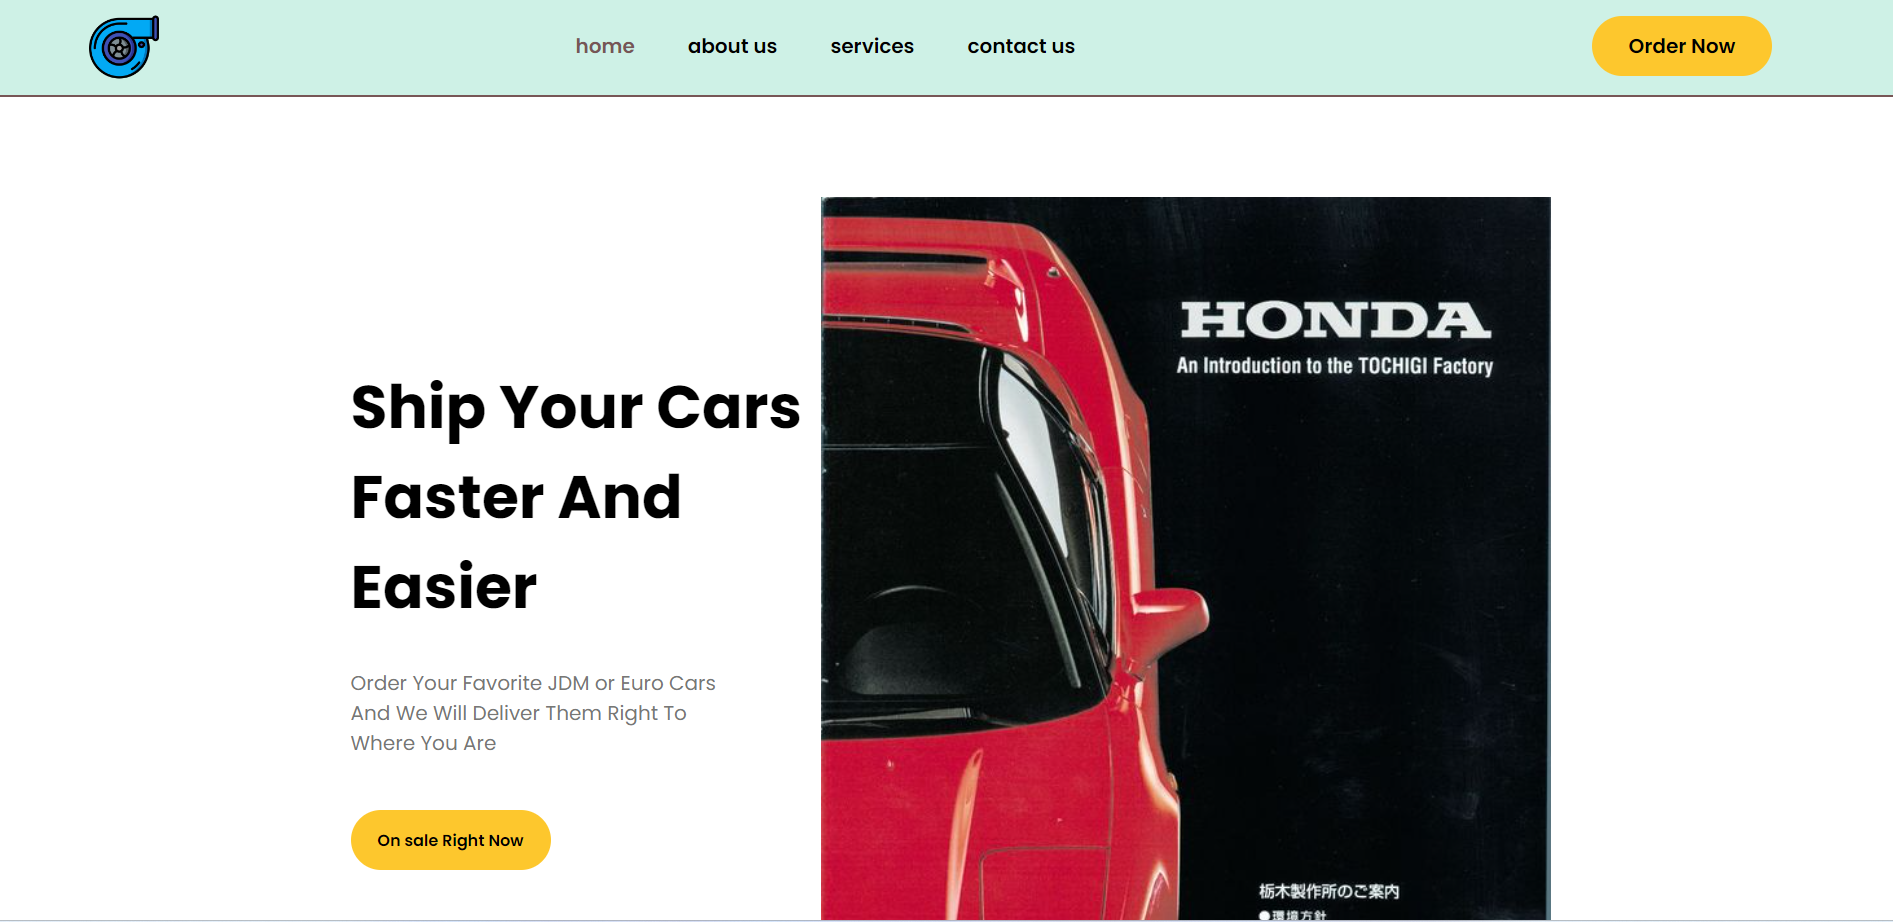 home
about us
services
contact us
Order Now
Ship Your Cars
Faster And
Easier
Order Your Favorite JDM or Euro Cars
And We Will Deliver Them Right To
Where You Are
On sale Right Now
HONDA
An Introduction to the TOCHIGI Factory
栃木製作所のご案内
●環境方針